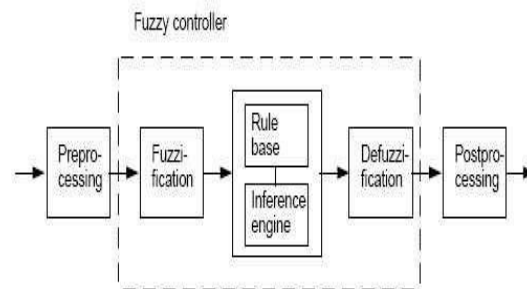 Fuzzy controller
Prepro-
cessing
Fuzzi-
fication
Rule
base
Inference
engine
Defuzzi-
fication
Postpro-
cessing